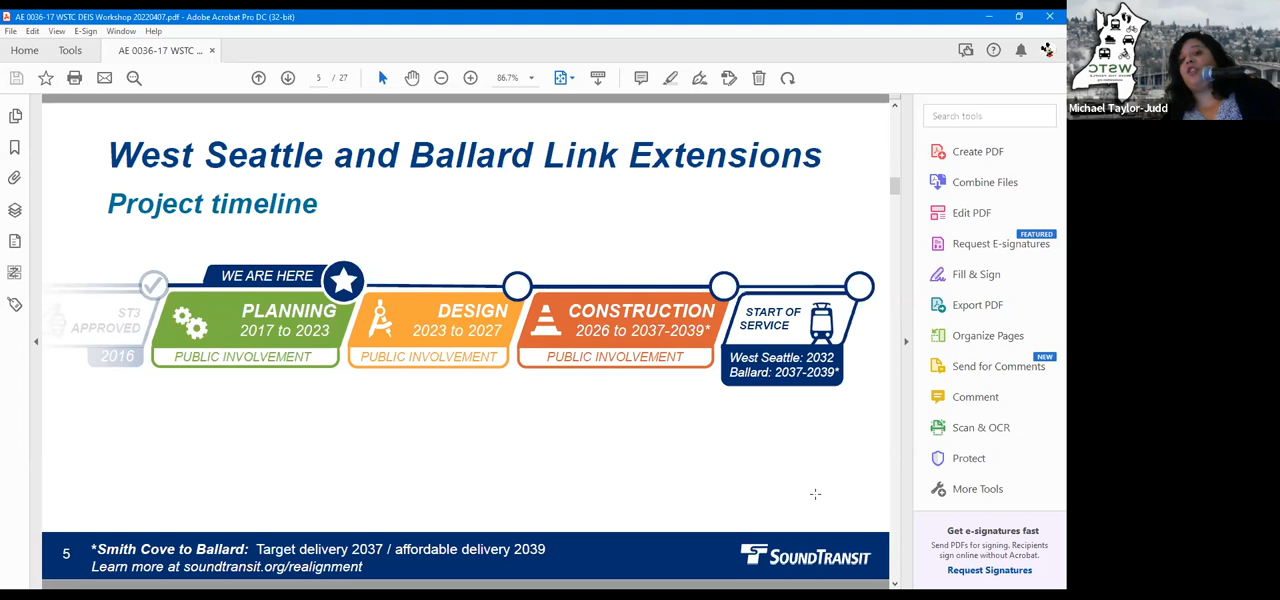 AE 0036-17 WSTC DEIS Workshop 20220407.pdf - Adobe Acrobat Pro DC (32-bit)
File Edit View E-Sign Window Help
Home Tools AE 0036-17 WSTC ... ×
5 / 27 86.7%
West Seattle and Ballard Link Extensions
Project timeline
WE ARE HERE
ST3
APPROVED
2016
PLANNING
2017 to 2023
PUBLIC INVOLVEMENT
DESIGN
2023 to 2027
PUBLIC INVOLVEMENT
CONSTRUCTION
2026 to 2037-2039*
PUBLIC INVOLVEMENT
START OF
SERVICE
West Seattle: 2032
Ballard: 2037-2039*
5
*Smith Cove to Ballard: Target delivery 2037 / affordable delivery 2039
Learn more at soundtransit.org/realignment
SOUNDTRANSIT
Search tools
Create PDF
Combine Files
Edit PDF
FEATURED
Request E-signatures
Fill & Sign
Export PDF
Organize Pages
NEW
Send for Comments
Comment
Scan & OCR
Protect
More Tools
Get e-signatures fast
Send PDFs for signing. Recipients
sign online without Acrobat.
Request Signatures
WSTC
Michael Taylor-Judd